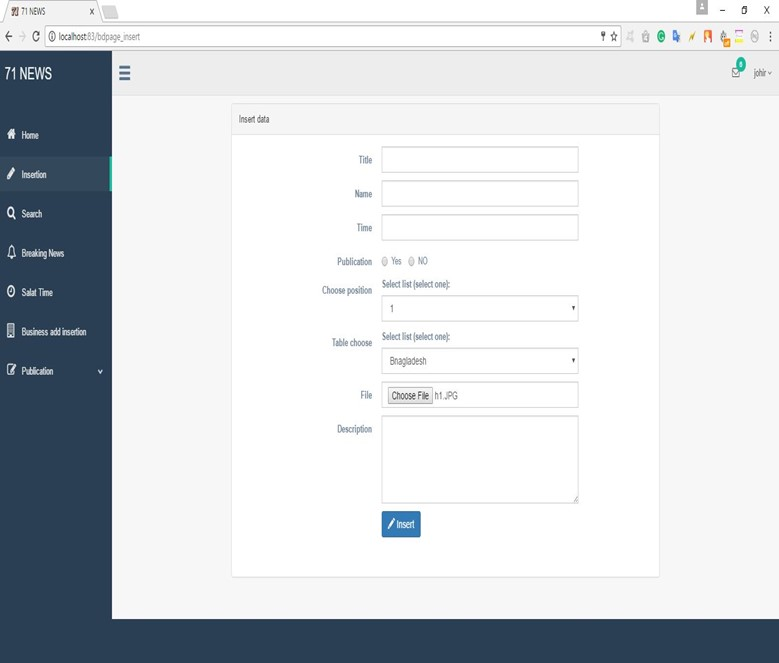 71 NEWS
localhost:83/bdpage_insert
71 NEWS
8
johir
Home
Insertion
Search
Breaking News
Salat Time
Business add insertion
Publication
Insert data
Title
Name
Time
Publication Yes NO
Choose position Select list (select one):
1
Table choose Select list (select one):
Bnagladesh
File Choose File h1.JPG
Description
Insert